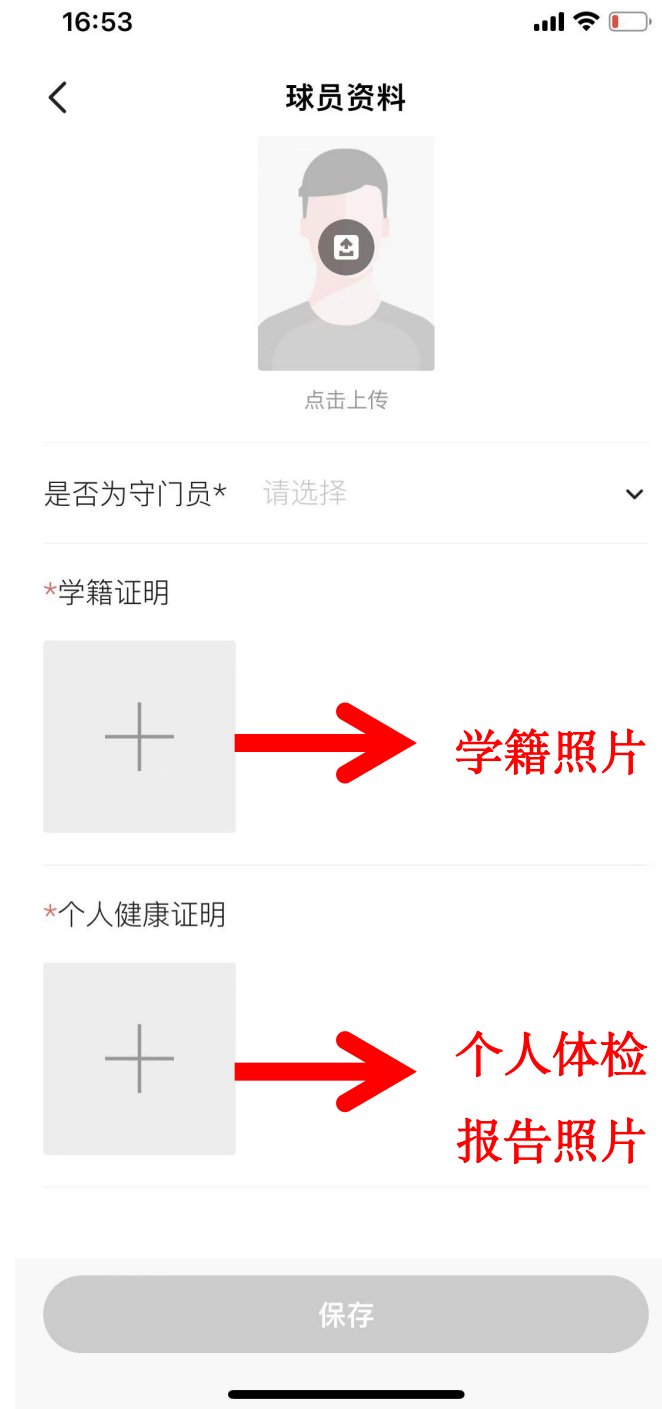 16:53
球员资料
点击上传
是否为守门员* 请选择
*学籍证明
学籍照片
*个人健康证明
个人体检
报告照片
保存